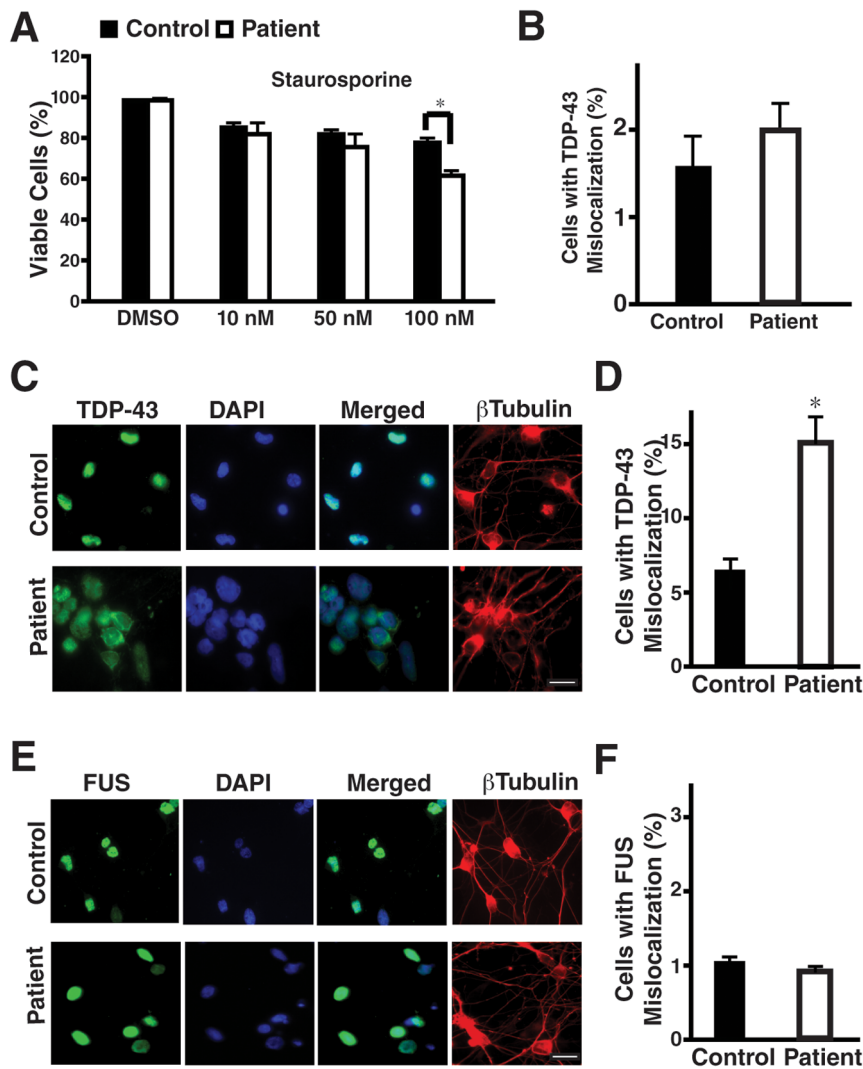 A
Control Patient
Staurosporine
*
Viable Cells (%)
120
100
80
60
40
20
0
DMSO 10 nM 50 nM 100 nM
B
Cells with TDP-43
Mislocalization (%)
2
1
0
Control Patient
C
TDP-43 DAPI Merged βTubulin
Control
Patient
D
*
Cells with TDP-43
Mislocalization (%)
15
10
5
0
Control Patient
E
FUS DAPI Merged βTubulin
Control
Patient
F
Cells with FUS
Mislocalization (%)
3
2
1
0
Control Patient